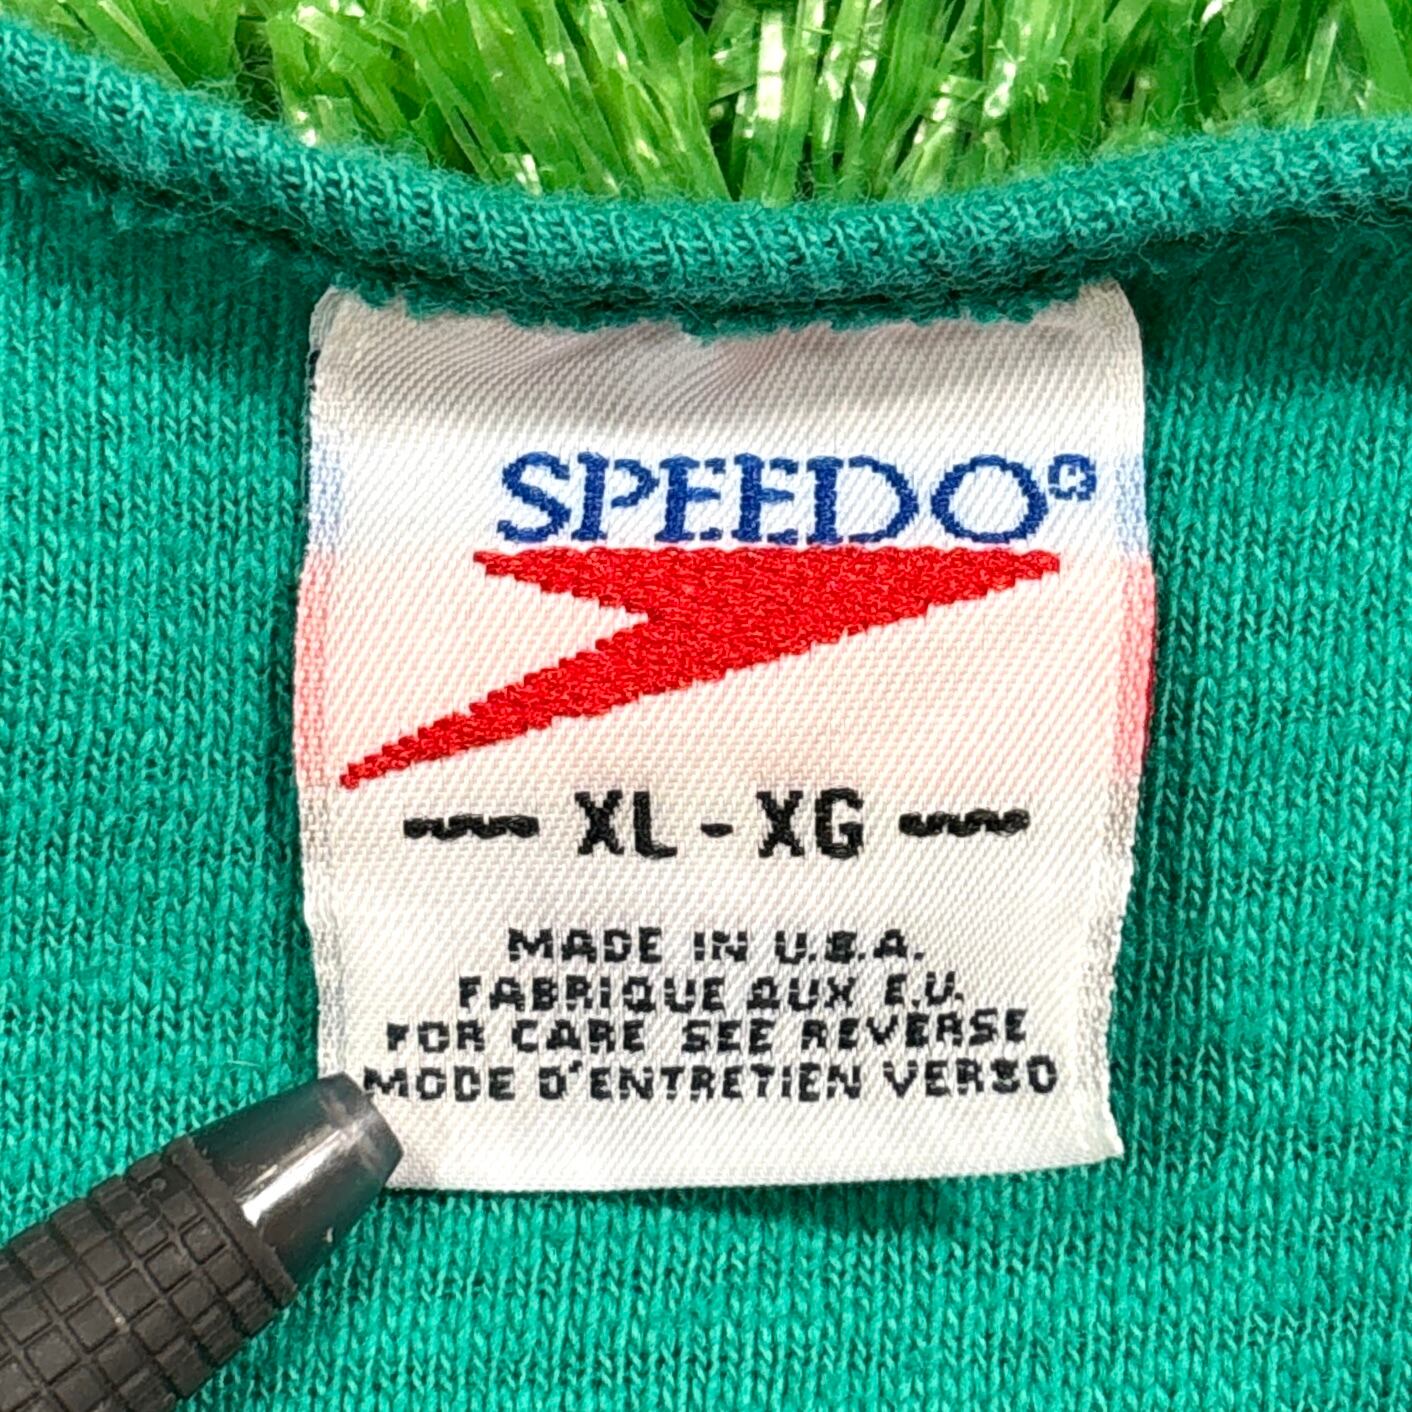 SPEEDO®
XL - XG
MADE IN U.S.A.
FABRIQUE AUX E.U.
FOR CARE SEE REVERSE
MODE D'ENTRETIEN VERSO